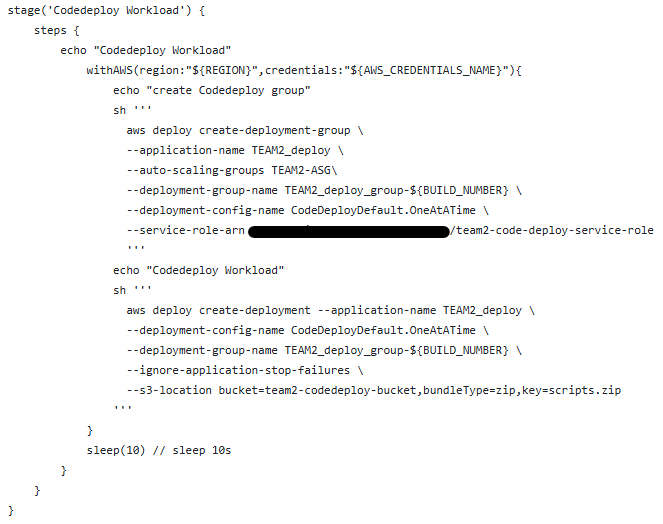 stage('Codedeploy Workload') {
    steps {
        echo "Codedeploy Workload"
            withAWS(region:"${REGION}",credentials:"${AWS_CREDENTIALS_NAME}"){
                echo "create Codedeploy group"
                sh '''
                  aws deploy create-deployment-group \
                  --application-name TEAM2_deploy \
                  --auto-scaling-groups TEAM2-ASG\
                  --deployment-group-name TEAM2_deploy_group-${BUILD_NUMBER} \
                  --deployment-config-name CodeDeployDefault.OneAtATime \
                  --service-role-arn /team2-code-deploy-service-role
                  '''
                echo "Codedeploy Workload"
                sh '''
                  aws deploy create-deployment --application-name TEAM2_deploy \
                  --deployment-config-name CodeDeployDefault.OneAtATime \
                  --deployment-group-name TEAM2_deploy_group-${BUILD_NUMBER} \
                  --ignore-application-stop-failures \
                  --s3-location bucket=team2-codedeploy-bucket,bundleType=zip,key=scripts.zip
                '''
            }
            sleep(10) // sleep 10s
        }
    }
}